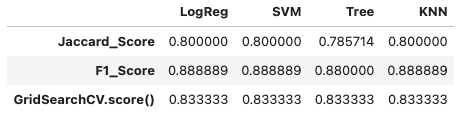 LogReg SVM Tree KNN
Jaccard_Score 0.800000 0.800000 0.785714 0.800000
F1_Score 0.888889 0.888889 0.880000 0.888889
GridSearchCV.score() 0.833333 0.833333 0.833333 0.833333